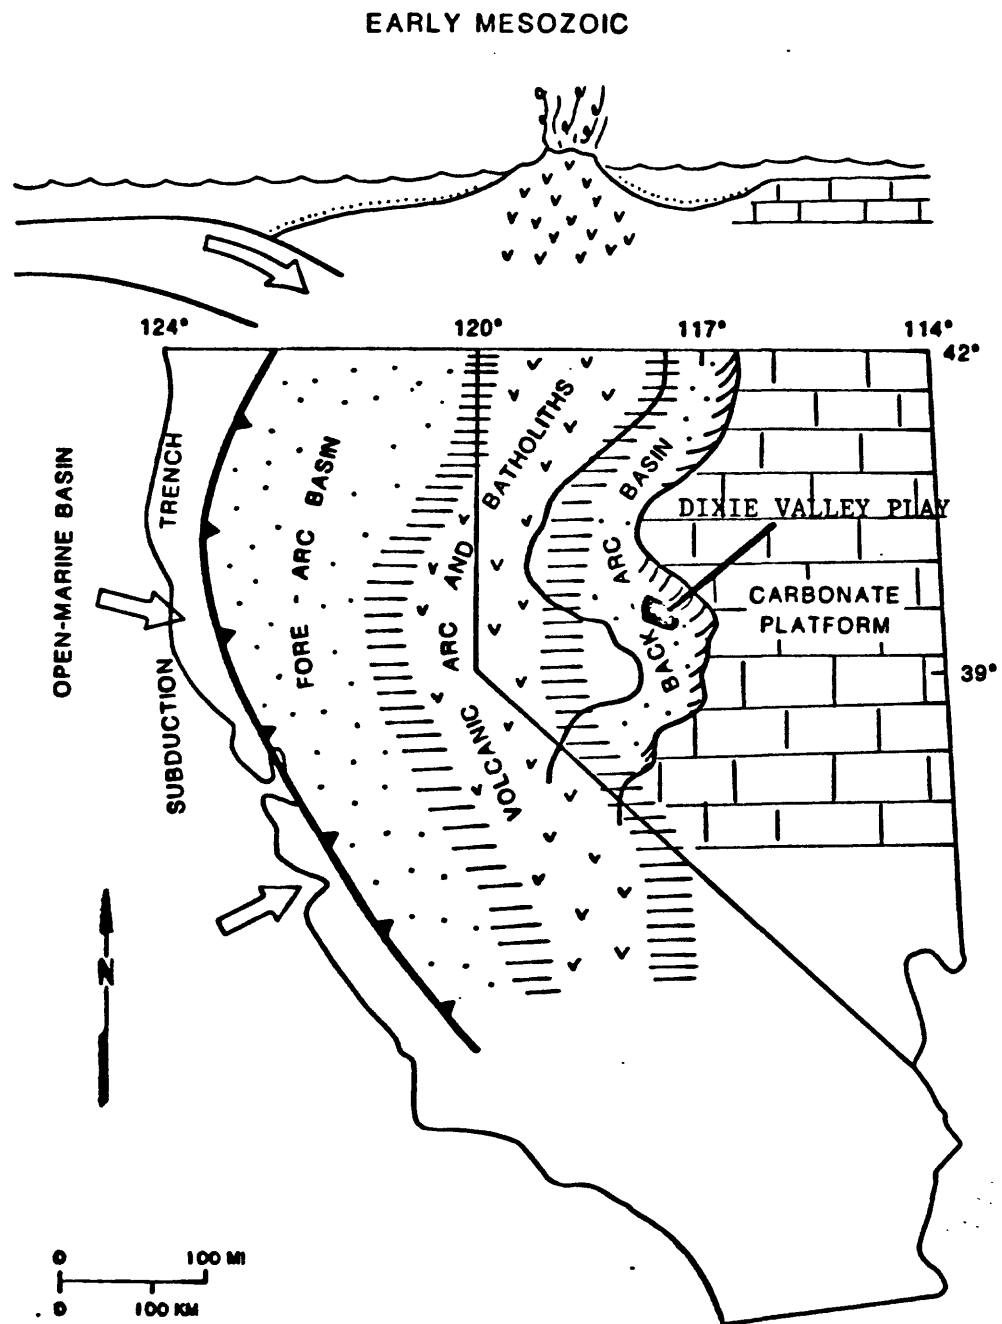 EARLY MESOZOIC
124°
120°
117°
114°
42°
OPEN-MARINE BASIN
SUBDUCTION TRENCH
FORE-ARC BASIN
VOLCANIC ARC AND BATHOLITHS
BACK ARC BASIN
DIXIE VALLEY PLAY
CARBONATE
PLATFORM
39°
N
0 100 MI
0 100 KM